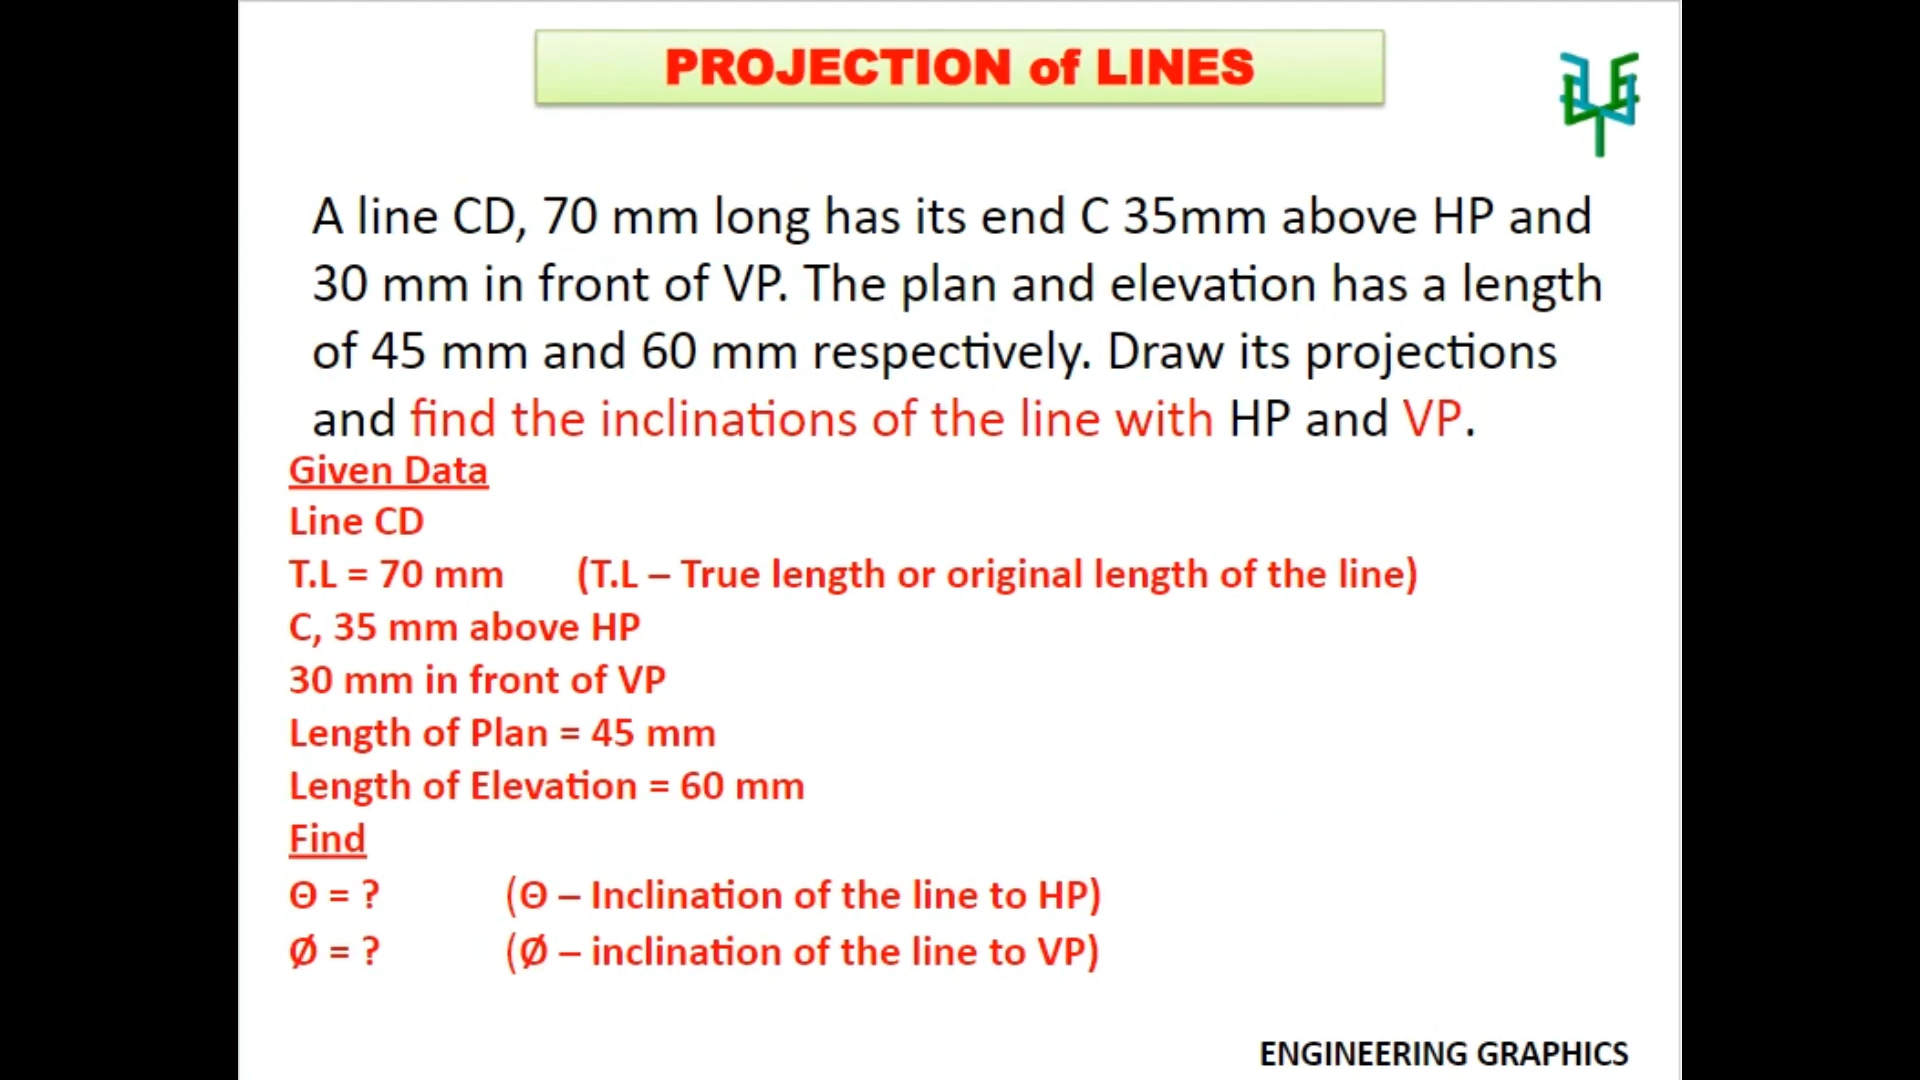 PROJECTION of LINES
A line CD, 70 mm long has its end C 35mm above HP and
30 mm in front of VP. The plan and elevation has a length
of 45 mm and 60 mm respectively. Draw its projections
and find the inclinations of the line with HP and VP.
Given Data
Line CD
T.L = 70 mm (T.L – True length or original length of the line)
C, 35 mm above HP
30 mm in front of VP
Length of Plan = 45 mm
Length of Elevation = 60 mm
Find
Θ = ? (Θ – Inclination of the line to HP)
Ø = ? (Ø – inclination of the line to VP)
ENGINEERING GRAPHICS